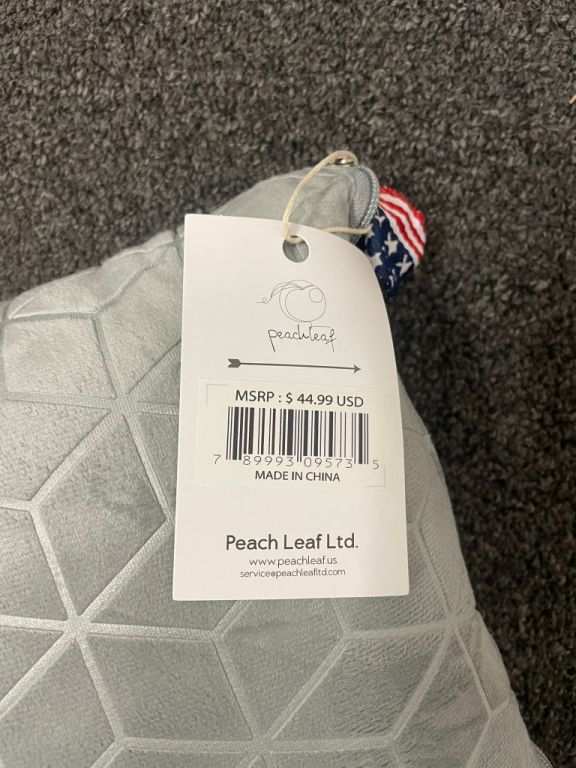 peachleaf
MSRP : $ 44.99 USD
7 89993 09573 5
MADE IN CHINA
Peach Leaf Ltd.
www.peachleaf.us
service@peachleafltd.com